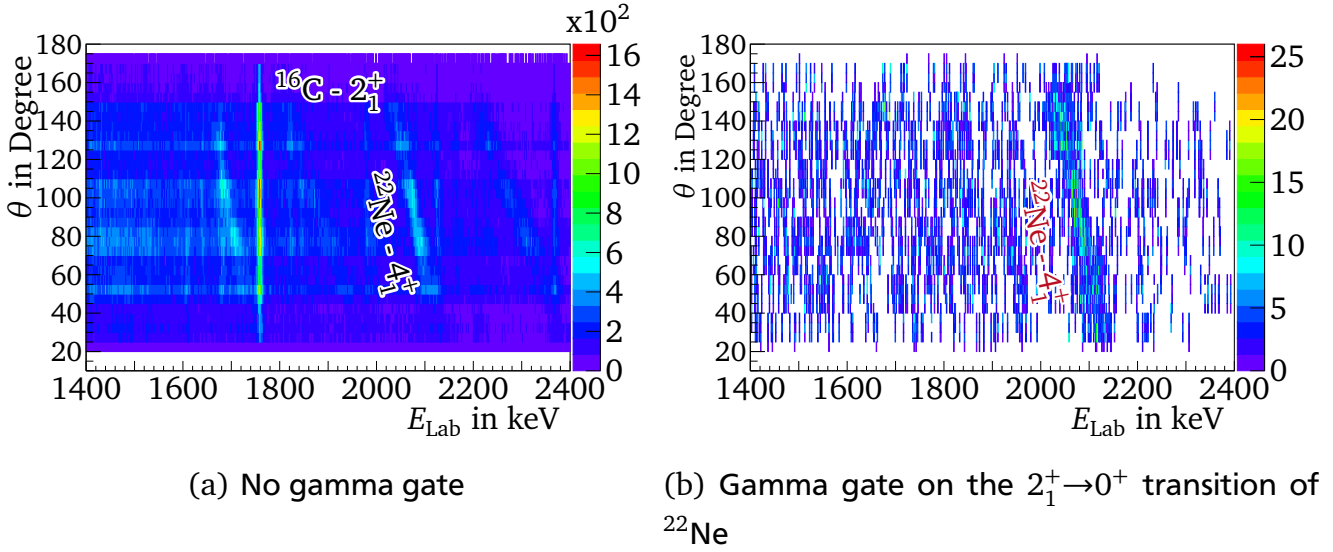 x10²
180
160
140
120
100
80
60
40
20
θ in Degree
1400 1600 1800 2000 2200 2400
E_Lab in keV
16
14
12
10
8
6
4
2
0
¹⁶C - 2₁⁺
²²Ne - 4₁⁺
180
160
140
120
100
80
60
40
20
θ in Degree
1400 1600 1800 2000 2200 2400
E_Lab in keV
25
20
15
10
5
0
²²Ne - 4₁⁺
(a) No gamma gate
(b) Gamma gate on the 2₁⁺→0⁺ transition of
²²Ne